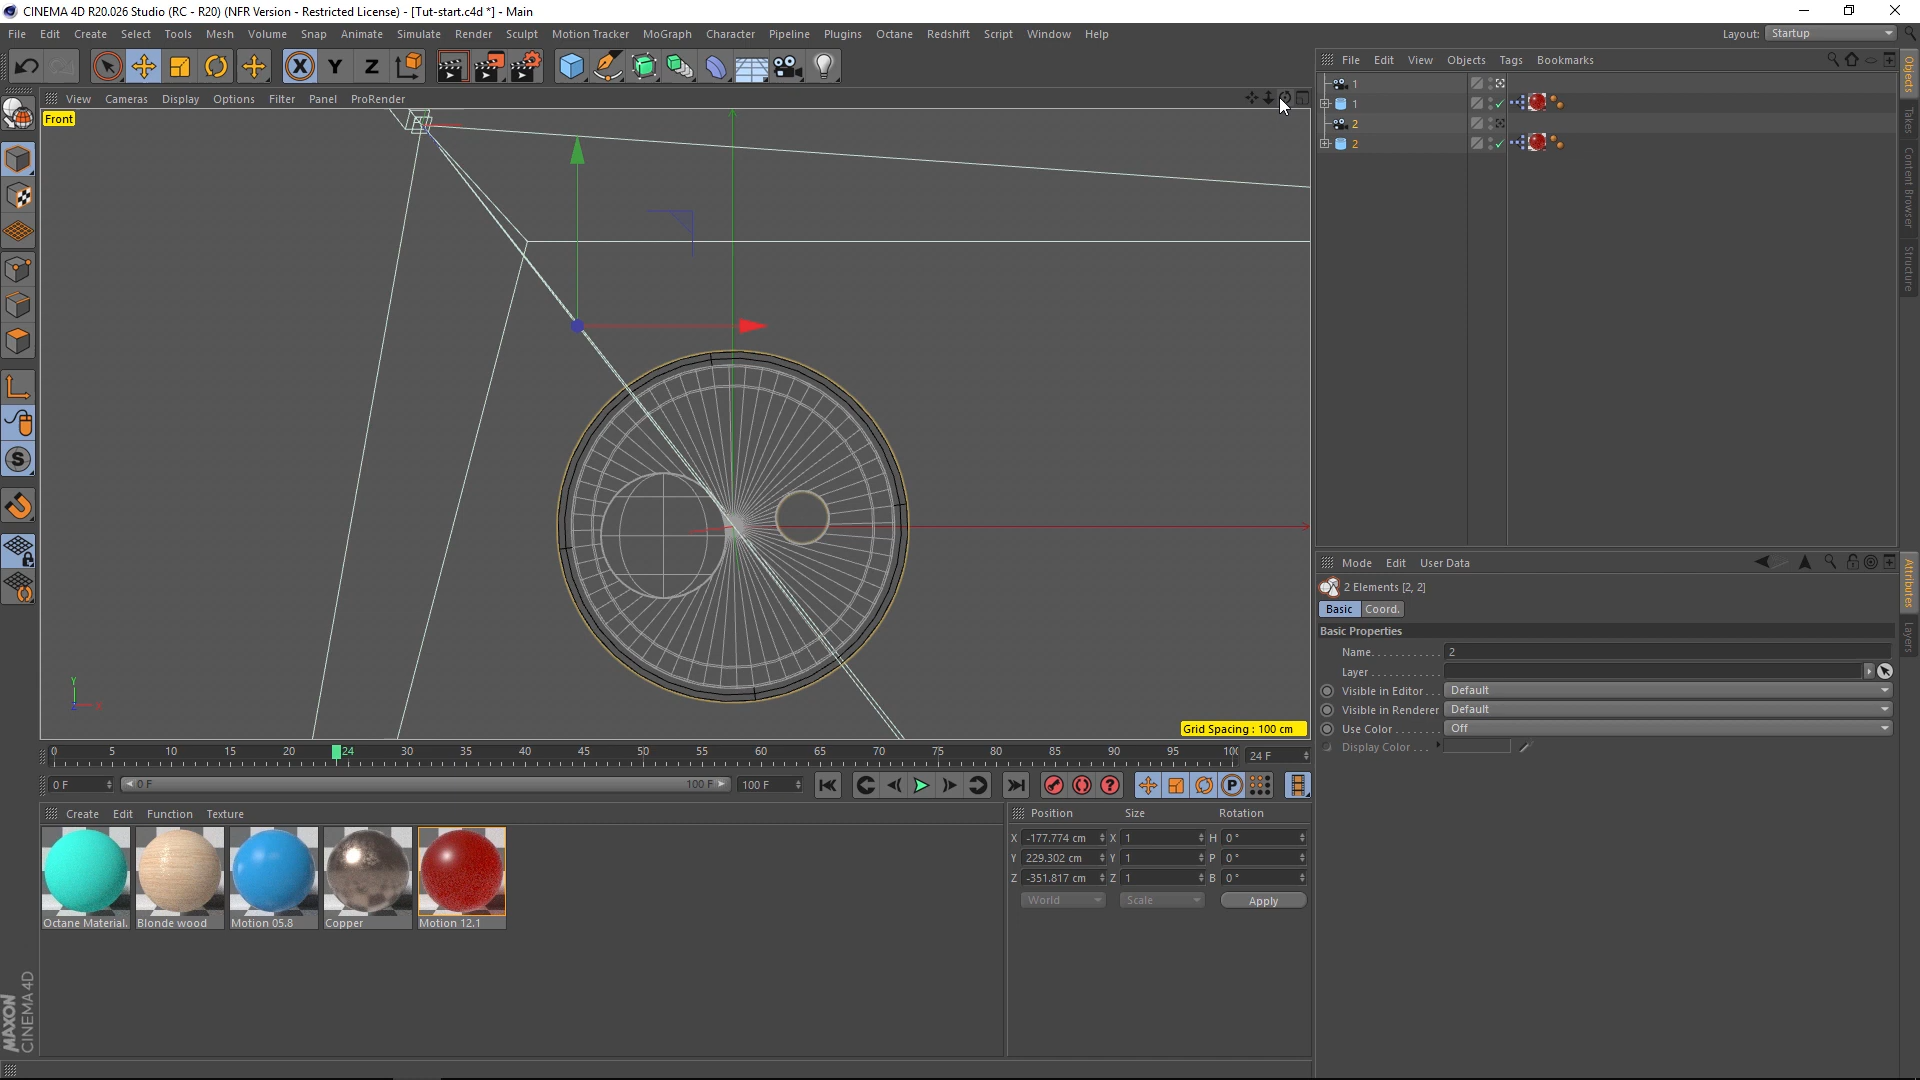 CINEMA 4D R20.026 Studio (RC - R20) (NFR Version - Restricted License) - [Tut-start.c4d *] - Main
File Edit Create Select Tools Mesh Volume Snap Animate Simulate Render Sculpt Motion Tracker MoGraph Character Pipeline Plugins Octane Redshift Script Window Help
Layout: Startup
X Y Z
View Cameras Display Options Filter Panel ProRender
File Edit View Objects Tags Bookmarks
Front
1
1
2
2
Objects
Takes
Content Browser
Structure
Y
X
Grid Spacing : 100 cm
Mode Edit User Data
2 Elements [2, 2]
Basic Coord.
Basic Properties
Name. . . . . . . . . . . 2
Layer . . . . . . . . . . .
Visible in Editor . . . Default
Visible in Renderer Default
Use Color . . . . . . . . Off
Display Color . . .
Attributes
Layers
0 5 10 15 20 24 30 35 40 45 50 55 60 65 70 75 80 85 90 95 100
24 F
0 F 0 F 100 F 100 F
Create Edit Function Texture
Octane Material. Blonde wood Motion 05.8 Copper Motion 12.1
Position Size Rotation
X -177.774 cm X 1 H 0 °
Y 229.302 cm Y 1 P 0 °
Z -351.817 cm Z 1 B 0 °
World Scale Apply
MAXON
CINEMA 4D